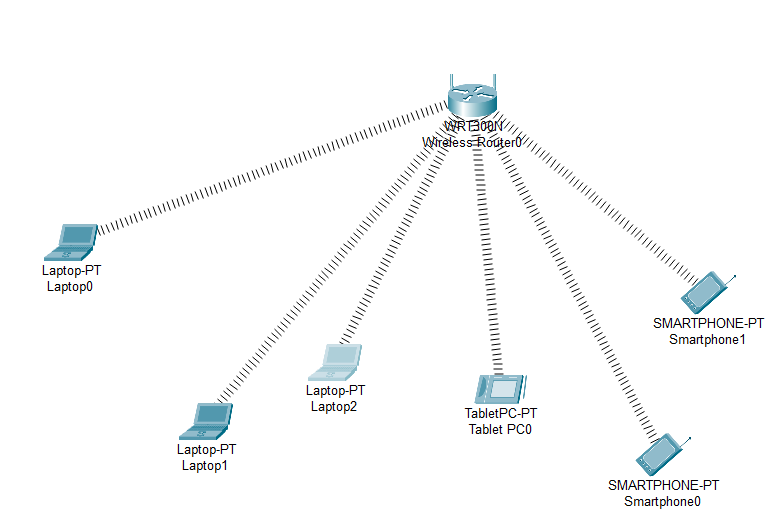 WRT300N
Wireless Router0
Laptop-PT
Laptop0
SMARTPHONE-PT
Smartphone1
Laptop-PT
Laptop2
TabletPC-PT
Tablet PC0
Laptop-PT
Laptop1
SMARTPHONE-PT
Smartphone0